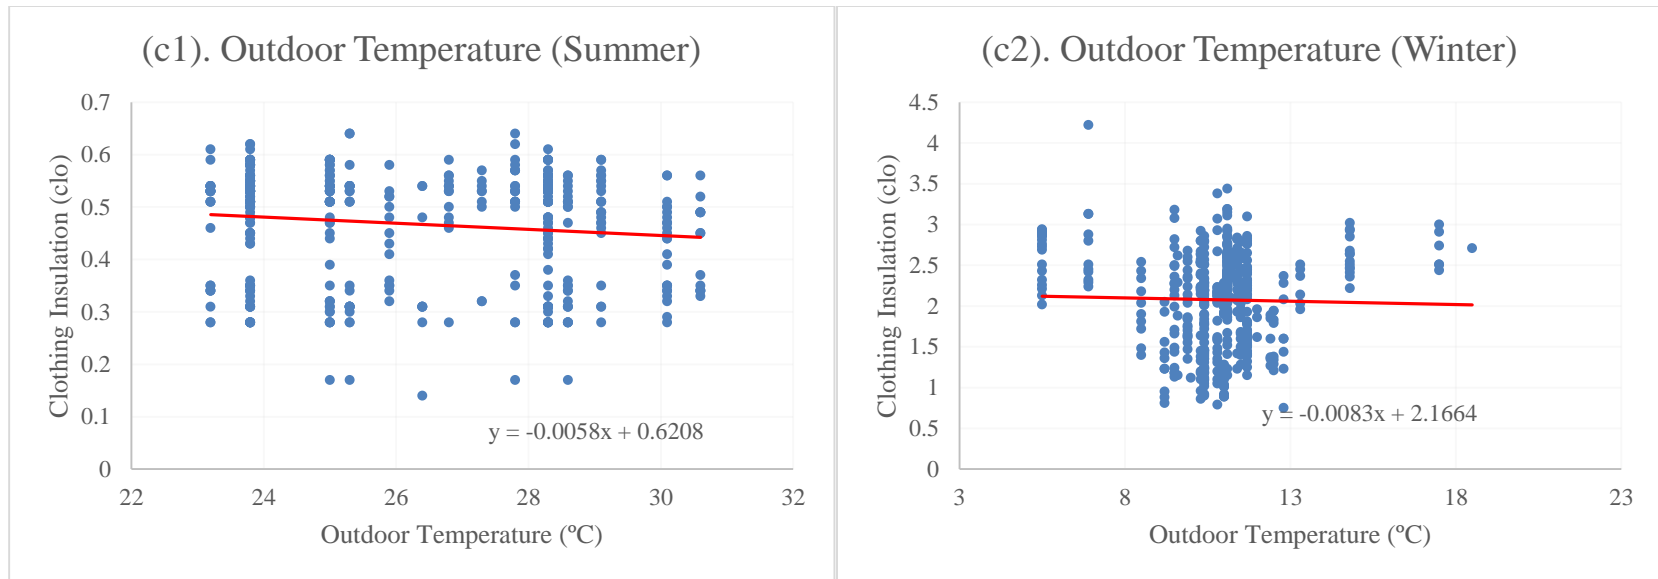 (c1). Outdoor Temperature (Summer)
0.7
0.6
0.5
0.4
0.3
0.2
0.1
0
Clothing Insulation (clo)
y = -0.0058x + 0.6208
22 24 26 28 30 32
Outdoor Temperature (ºC)
(c2). Outdoor Temperature (Winter)
4.5
4
3.5
3
2.5
2
1.5
1
0.5
0
Clothing Insulation (clo)
y = -0.0083x + 2.1664
3 8 13 18 23
Outdoor Temperature (ºC)